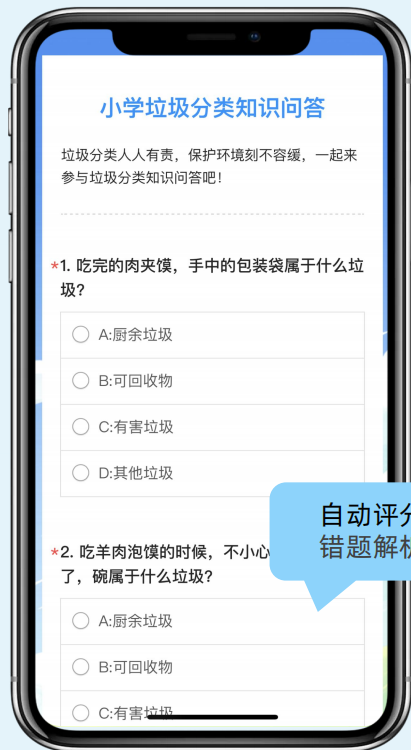 小学垃圾分类知识问答
垃圾分类人人有责，保护环境刻不容缓，一起来
参与垃圾分类知识问答吧！
*1. 吃完的肉夹馍，手中的包装袋属于什么垃
圾？
A:厨余垃圾
B:可回收物
C:有害垃圾
D:其他垃圾
自动评分
错题解析
*2. 吃羊肉泡馍的时候，不小心
了，碗属于什么垃圾？
A:厨余垃圾
B:可回收物
C:有害垃圾